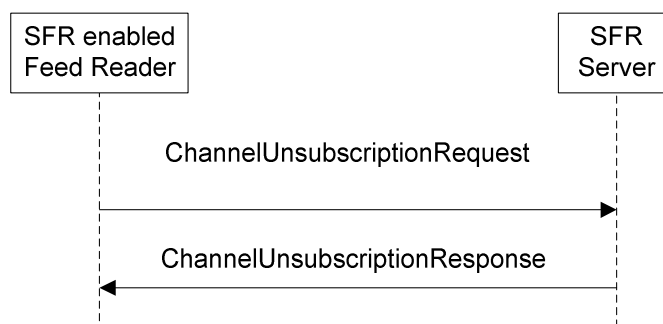 SFR enabled
Feed Reader
SFR
Server
ChannelUnsubscriptionRequest
ChannelUnsubscriptionResponse